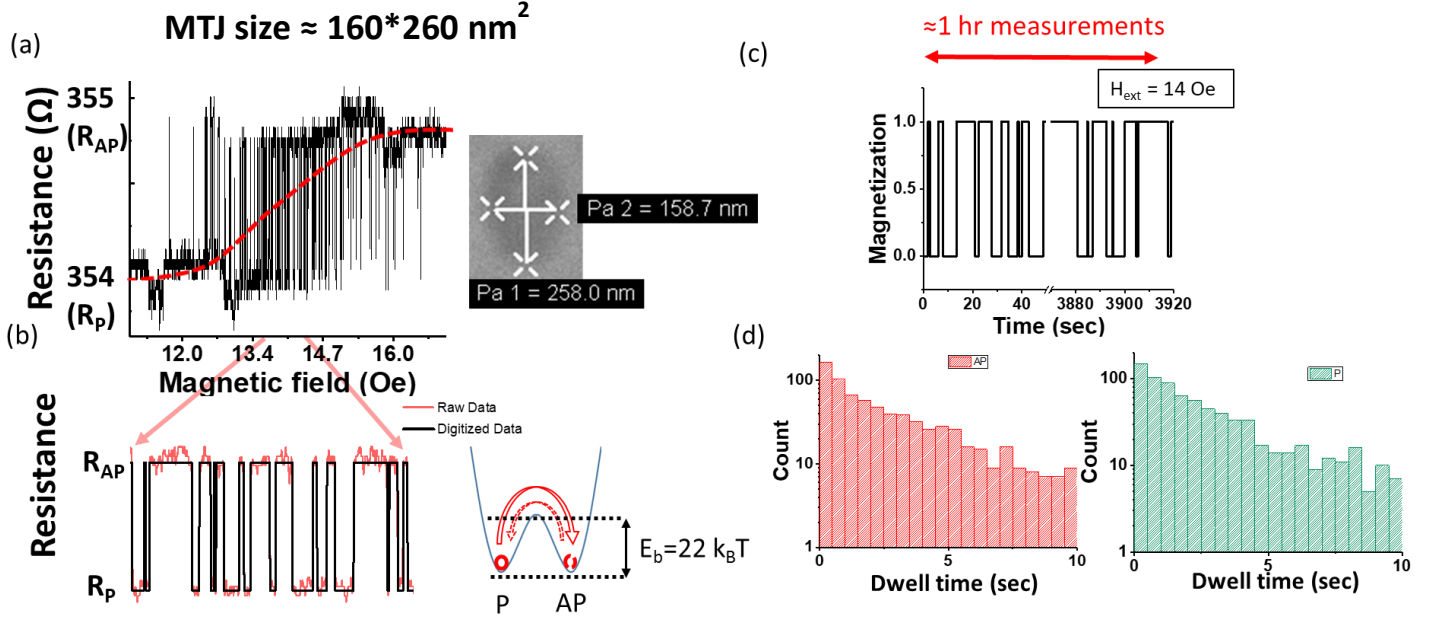 MTJ size ≈ 160*260 nm²
(a)
Resistance (Ω)
355
(R_AP)
354
(R_P)
12.0 13.4 14.7 16.0
Magnetic field (Oe)
Pa 2 = 158.7 nm
Pa 1 = 258.0 nm
(b)
Raw Data
Digitized Data
Resistance
R_AP
R_P
E_b=22 k_BT
P AP
(c)
≈1 hr measurements
H_ext = 14 Oe
Magnetization
1.0
0.5
0.0
0 20 40 3880 3900 3920
Time (sec)
(d)
AP
Count
100
10
1
0 5 10
Dwell time (sec)
P
Count
100
10
1
0 5 10
Dwell time (sec)